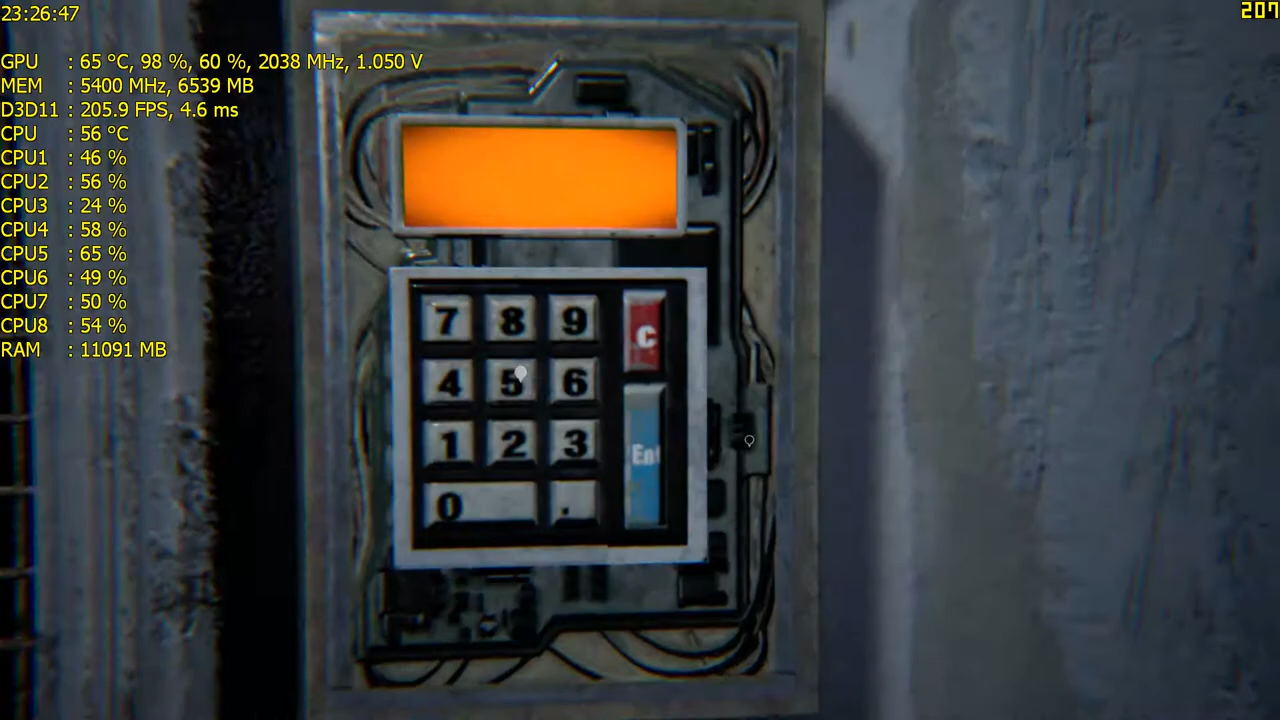 23:26:47
207
GPU : 65 °C, 98 %, 60 %, 2038 MHz, 1.050 V
MEM : 5400 MHz, 6539 MB
D3D11 : 205.9 FPS, 4.6 ms
CPU : 56 °C
CPU1 : 46 %
CPU2 : 56 %
CPU3 : 24 %
CPU4 : 58 %
CPU5 : 65 %
CPU6 : 49 %
CPU7 : 50 %
CPU8 : 54 %
RAM : 11091 MB
7 8 9 C
4 5 6
1 2 3 Ent
0 .